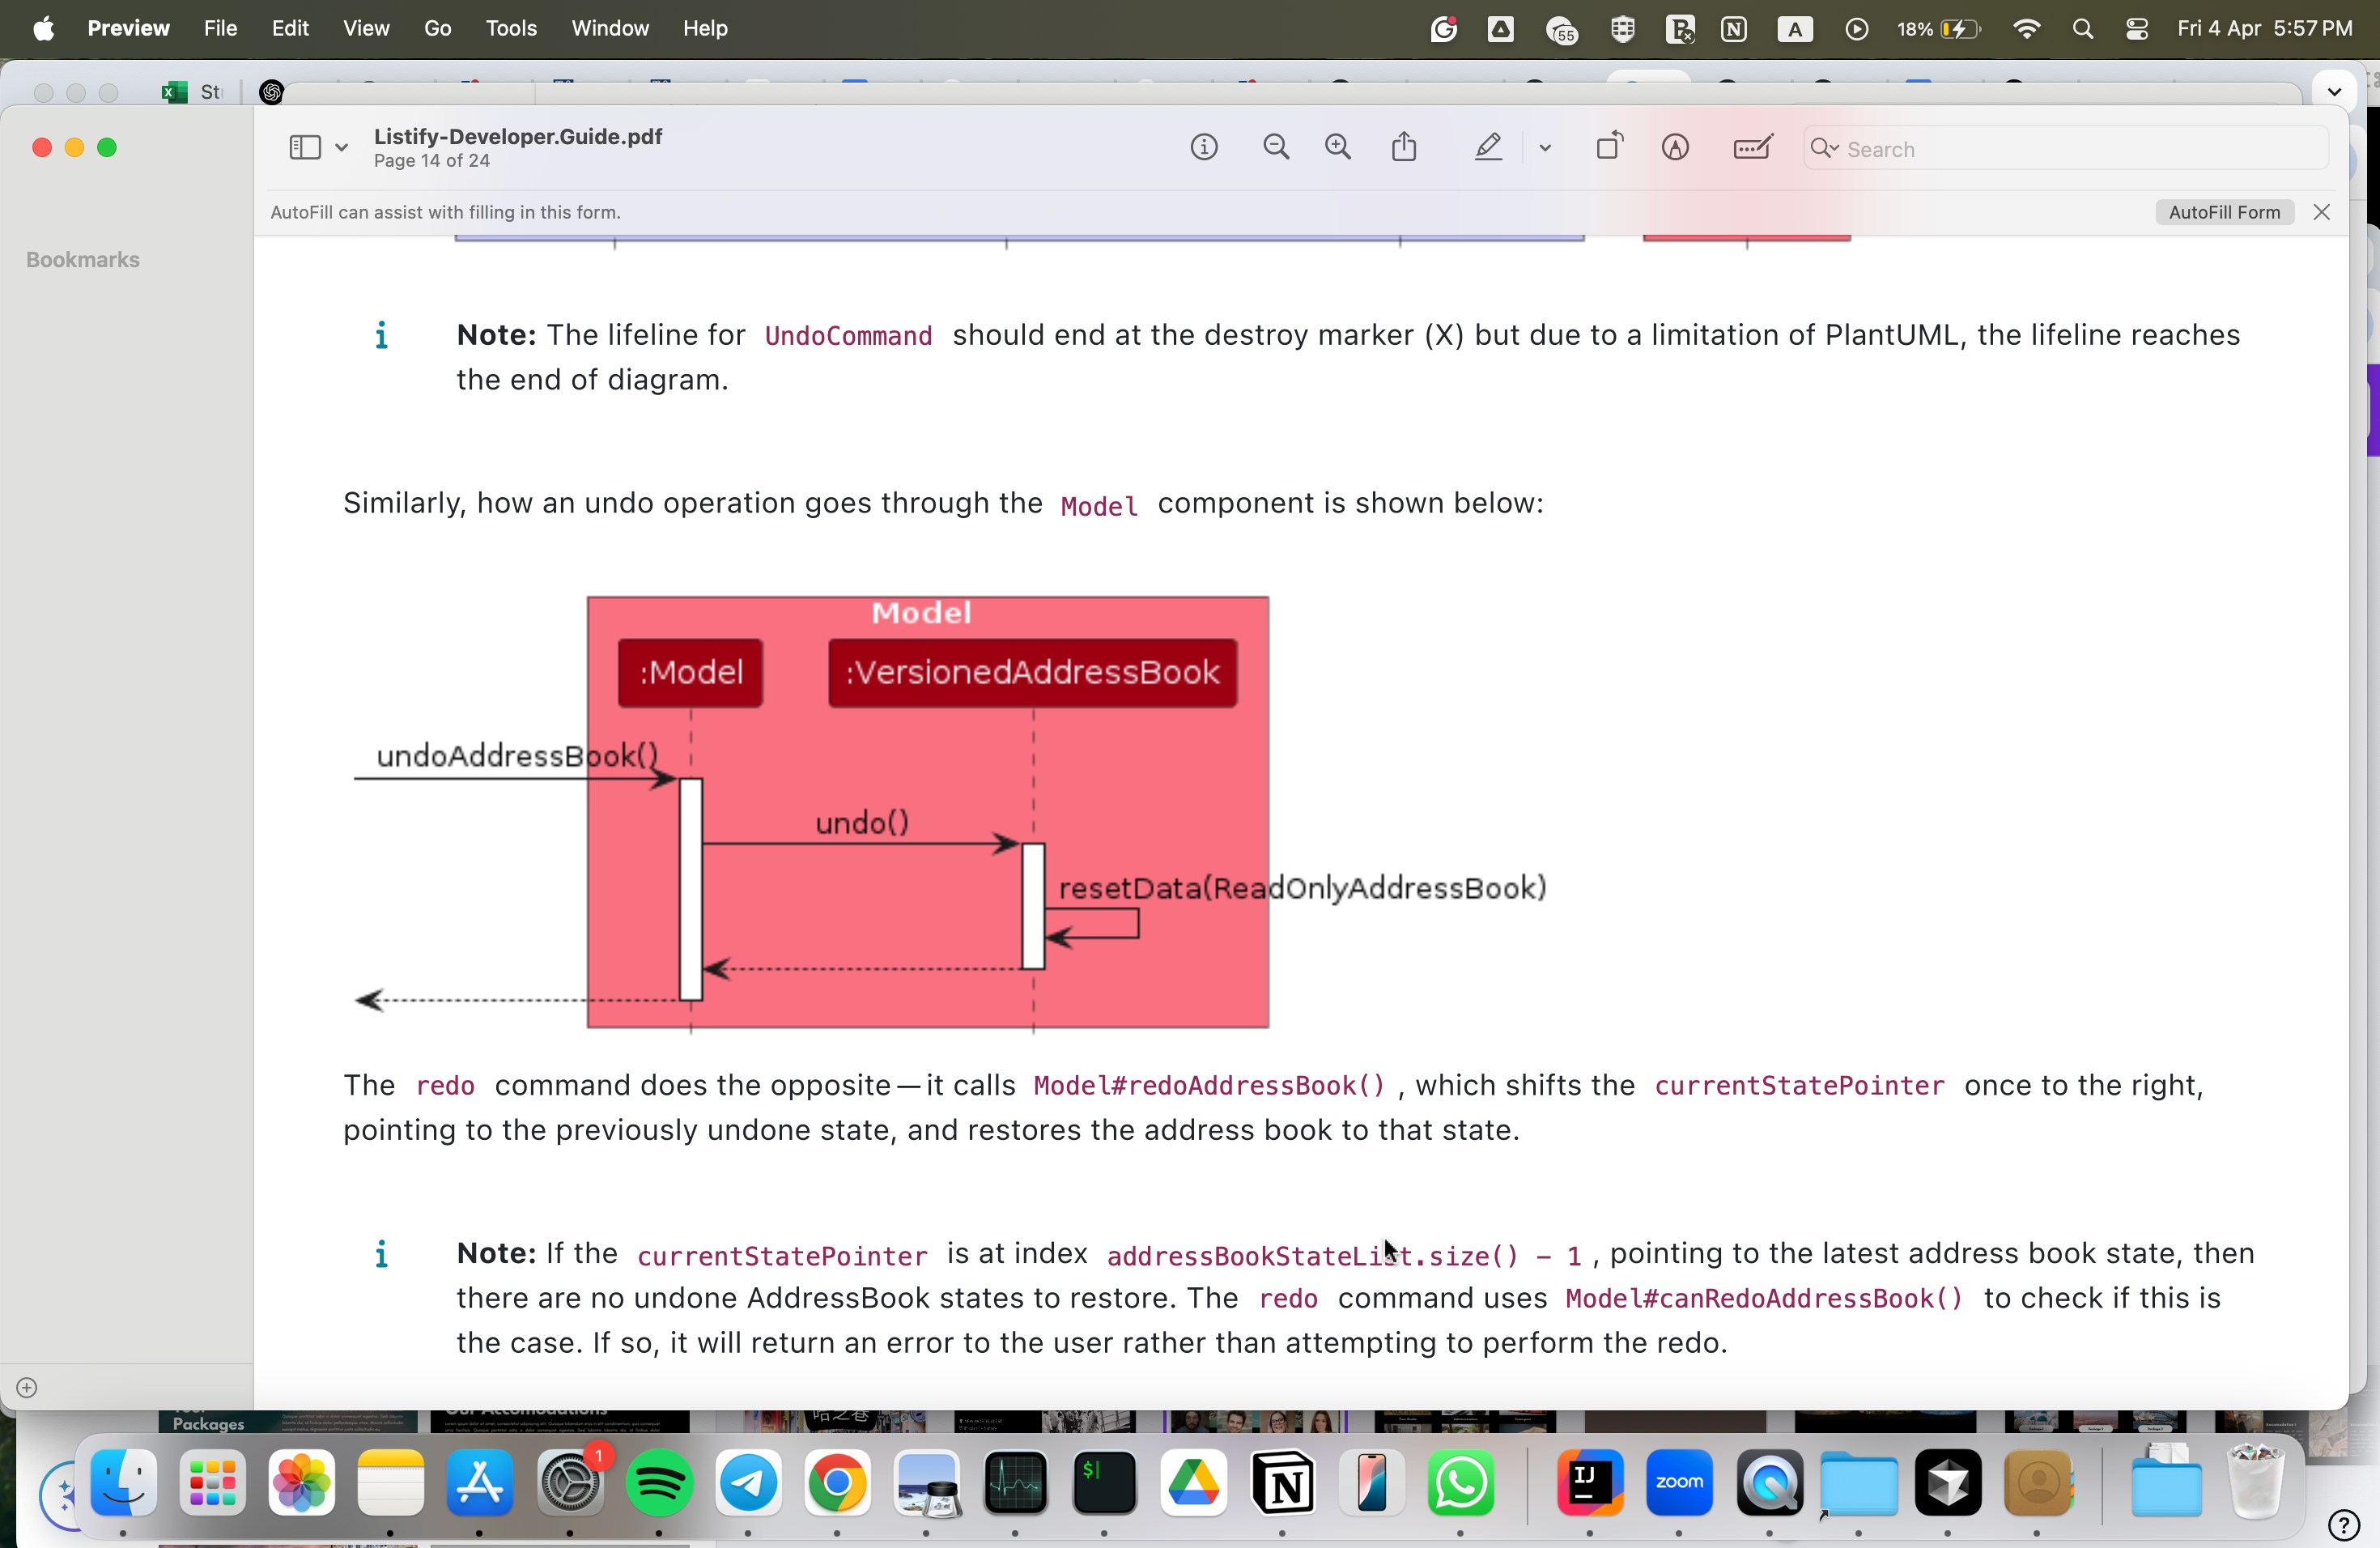 Preview File Edit View Go Tools Window Help
55 A 18% Fri 4 Apr 5:57 PM
St
Listify-Developer.Guide.pdf
Page 14 of 24
Search
AutoFill can assist with filling in this form.
AutoFill Form
Bookmarks
Note: The lifeline for UndoCommand should end at the destroy marker (X) but due to a limitation of PlantUML, the lifeline reaches
the end of diagram.
Similarly, how an undo operation goes through the Model component is shown below:
Model
:Model :VersionedAddressBook
undoAddressBook()
undo()
resetData(ReadOnlyAddressBook)
The redo command does the opposite — it calls Model#redoAddressBook() , which shifts the currentStatePointer once to the right,
pointing to the previously undone state, and restores the address book to that state.
Note: If the currentStatePointer is at index addressBookStateList.size() - 1 , pointing to the latest address book state, then
there are no undone AddressBook states to restore. The redo command uses Model#canRedoAddressBook() to check if this is
the case. If so, it will return an error to the user rather than attempting to perform the redo.
Packages
1
$
IJ
zoom
?